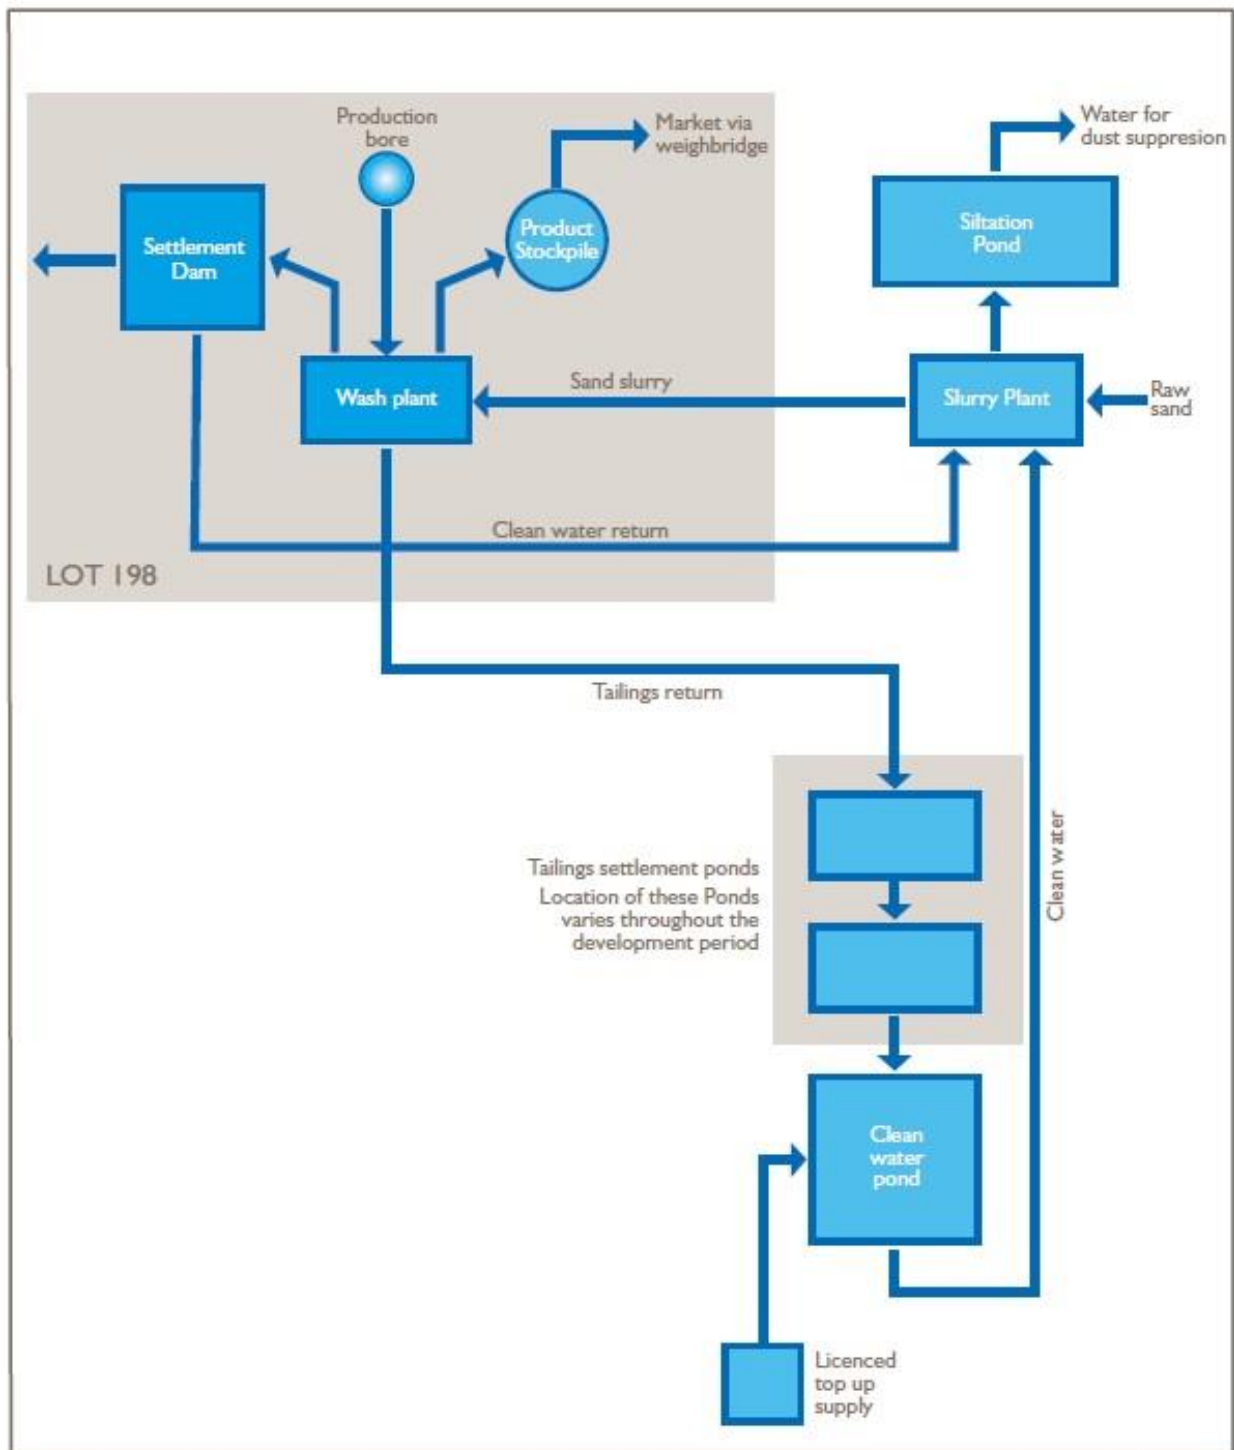 Production
bore
Market via
weighbridge
Water for
dust suppresion
Settlement
Dam
Product
Stockpile
Siltation
Pond
Wash plant
Sand slurry
Slurry Plant
Raw
sand
Clean water return
LOT 198
Tailings return
Tailings settlement ponds
Location of these Ponds
varies throughout the
development period
Clean water
Clean
water
pond
Licenced
top up
supply